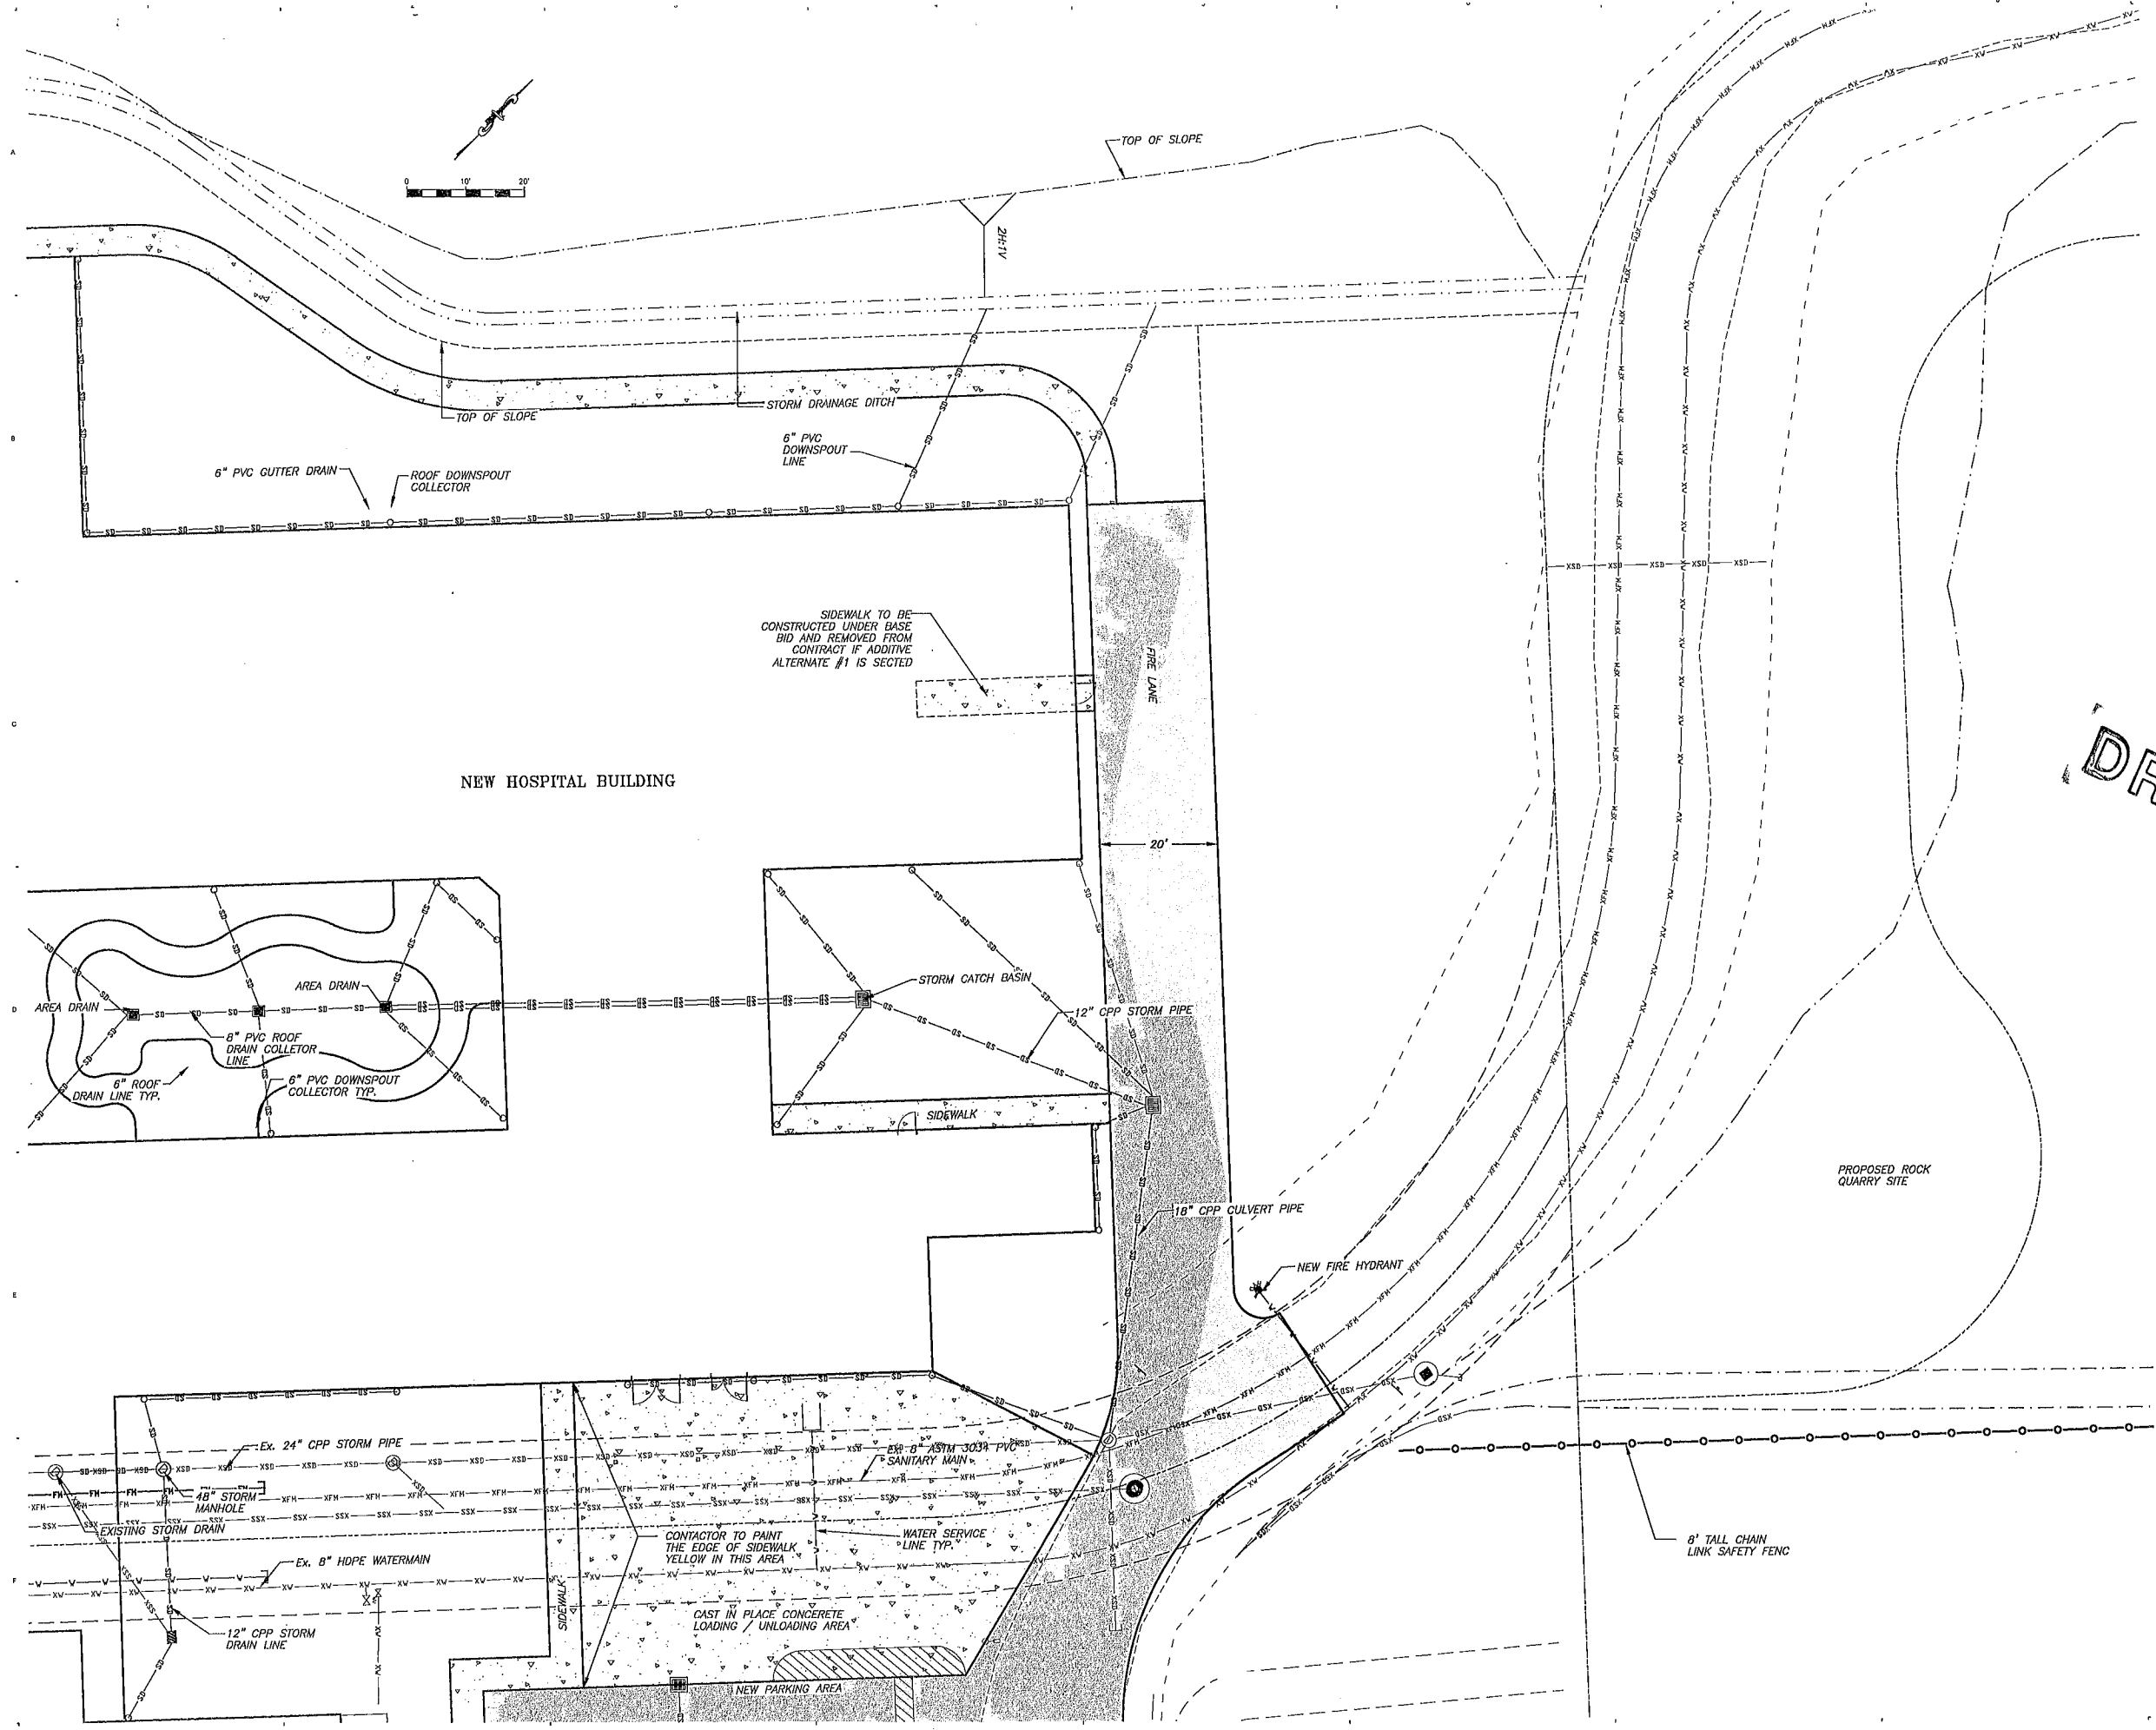 0 10' 20'
TOP OF SLOPE
2H:1V
TOP OF SLOPE
STORM DRAINAGE DITCH
6" PVC
DOWNSPOUT
LINE
6" PVC GUTTER DRAIN
ROOF DOWNSPOUT
COLLECTOR
SIDEWALK TO BE
CONSTRUCTED UNDER BASE
BID AND REMOVED FROM
CONTRACT IF ADDITIVE
ALTERNATE #1 IS SECTED
FIRE LANE
NEW HOSPITAL BUILDING
20'
STORM CATCH BASIN
AREA DRAIN
AREA DRAIN
12" CPP STORM PIPE
8" PVC ROOF
DRAIN COLLETOR
LINE
6" ROOF
DRAIN LINE TYP.
6" PVC DOWNSPOUT
COLLECTOR TYP.
SIDEWALK
PROPOSED ROCK
QUARRY SITE
18" CPP CULVERT PIPE
NEW FIRE HYDRANT
Ex. 24" CPP STORM PIPE
Ex. 8" ASTM 3034 PVC
SANITARY MAIN
48" STORM
MANHOLE
EXISTING STORM DRAIN
CONTACTOR TO PAINT
THE EDGE OF SIDEWALK
YELLOW IN THIS AREA
WATER SERVICE
LINE TYP.
8' TALL CHAIN
LINK SAFETY FENC
Ex. 8" HDPE WATERMAIN
SIDEWALK
12" CPP STORM
DRAIN LINE
CAST IN PLACE CONCERETE
LOADING / UNLOADING AREA
NEW PARKING AREA